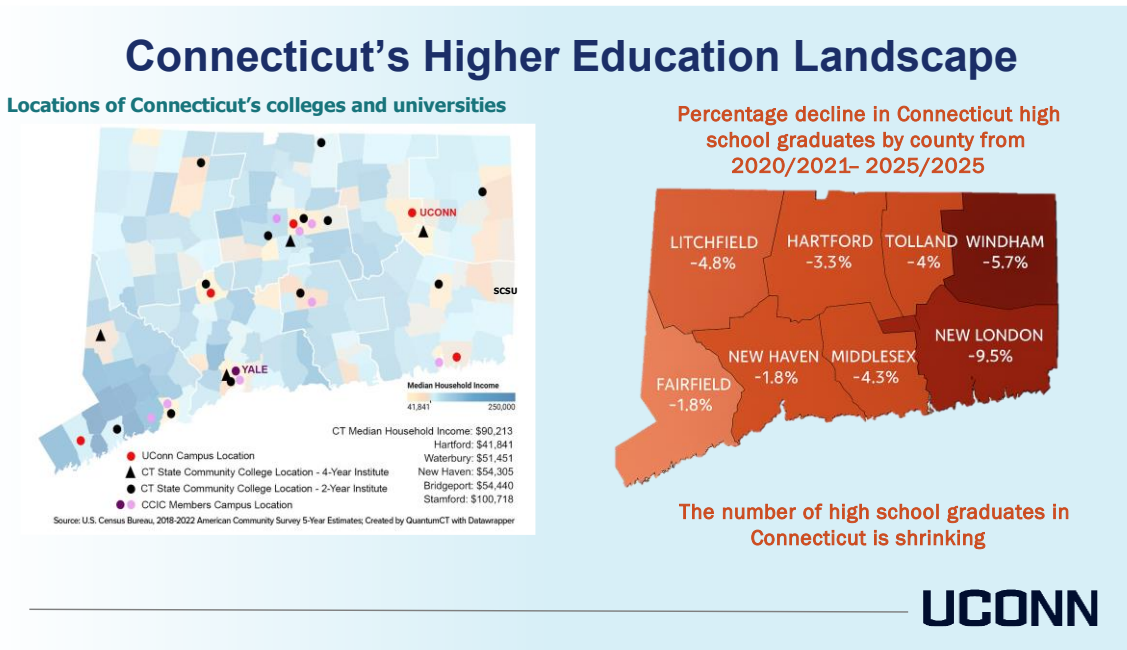 Connecticut's Higher Education Landscape
Locations of Connecticut's colleges and universities
UCONN
SCSU
YALE
Median Household Income
41,841 250,000
CT Median Household Income: $90,213
Hartford: $41,841
Waterbury: $51,451
New Haven: $54,305
Bridgeport: $54,440
Stamford: $100,718
UConn Campus Location
CT State Community College Location - 4-Year Institute
CT State Community College Location - 2-Year Institute
CCIC Members Campus Location
Source: U.S. Census Bureau, 2018-2022 American Community Survey 5-Year Estimates; Created by QuantumCT with Datawrapper
Percentage decline in Connecticut high
school graduates by county from
2020/2021– 2025/2025
LITCHFIELD
-4.8%
HARTFORD
-3.3%
TOLLAND
-4%
WINDHAM
-5.7%
NEW LONDON
-9.5%
NEW HAVEN
-1.8%
MIDDLESEX
-4.3%
FAIRFIELD
-1.8%
The number of high school graduates in
Connecticut is shrinking
UCONN